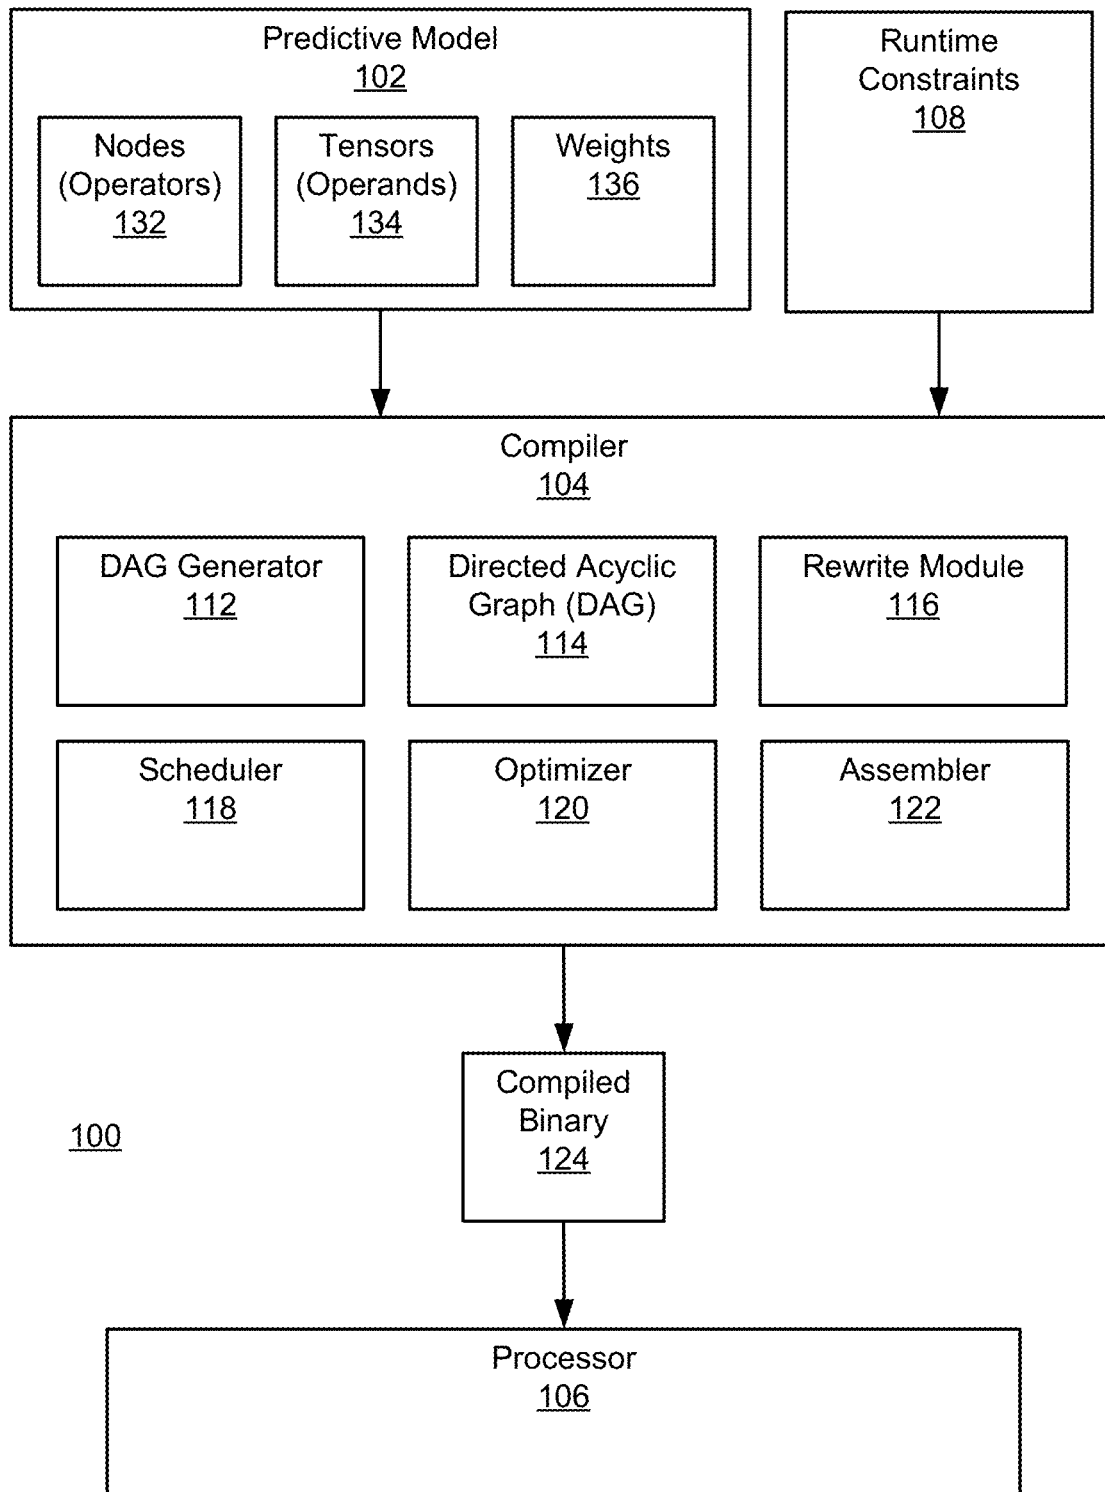 Predictive Model
102
Nodes
(Operators)
132
Tensors
(Operands)
134
Weights
136
Runtime
Constraints
108
Compiler
104
DAG Generator
112
Directed Acyclic
Graph (DAG)
114
Rewrite Module
116
Scheduler
118
Optimizer
120
Assembler
122
Compiled
Binary
124
100
Processor
106